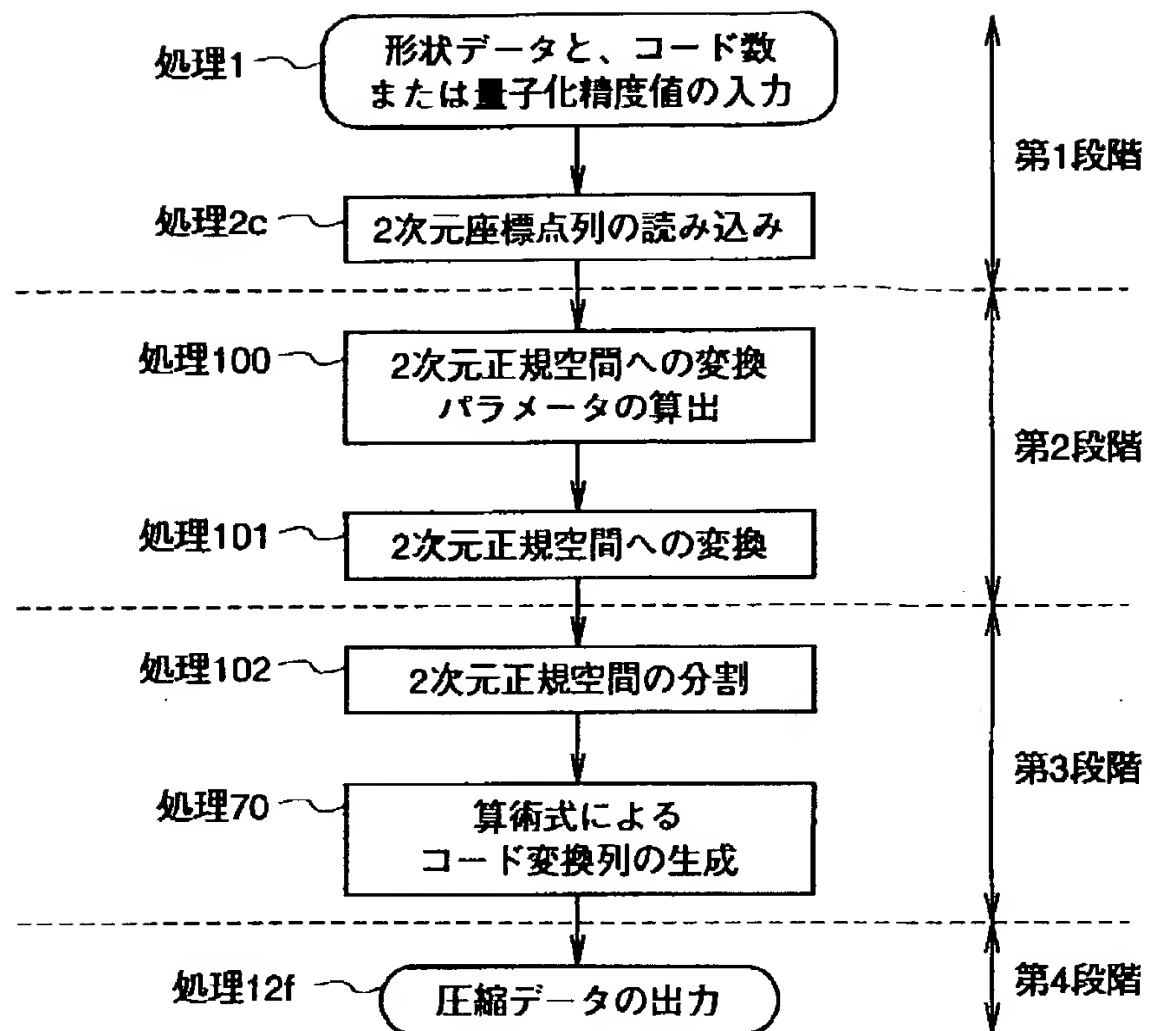 処理1
形状データと、コード数
または量子化精度値の入力
第1段階
処理2c
2次元座標点列の読み込み
処理100
2次元正規空間への変換
パラメータの算出
第2段階
処理101
2次元正規空間への変換
処理102
2次元正規空間の分割
第3段階
処理70
算術式による
コード変換列の生成
処理12f
圧縮データの出力
第4段階